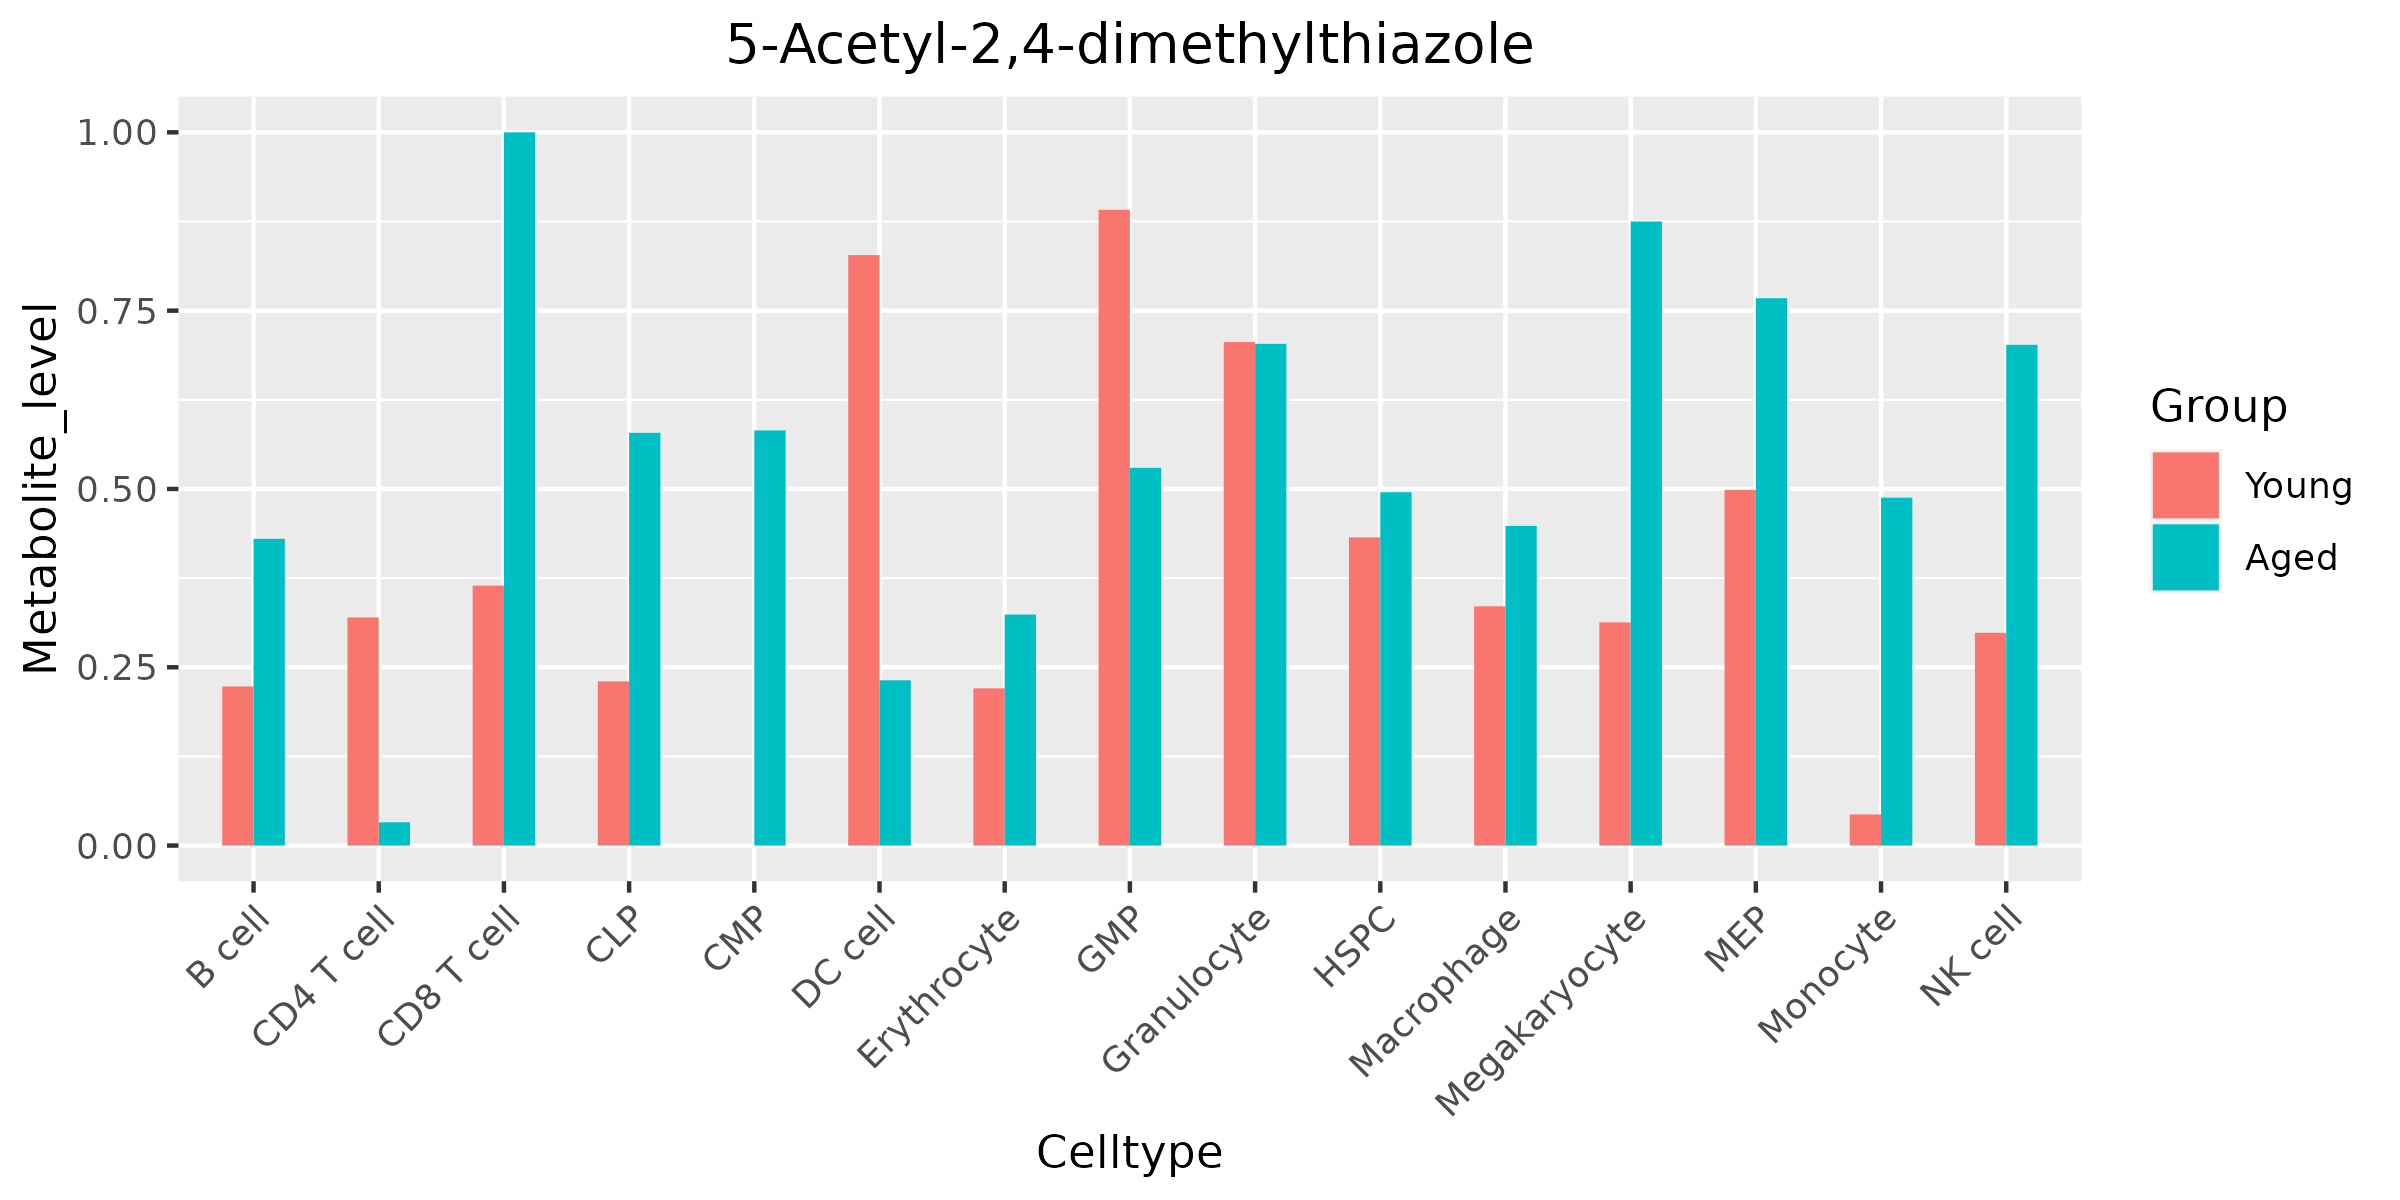 5-Acetyl-2,4-dimethylthiazole
Metabolite_level
1.00
0.75
0.50
0.25
0.00
B cell
CD4 T cell
CD8 T cell
CLP
CMP
DC cell
Erythrocyte
GMP
Granulocyte
HSPC
Macrophage
Megakaryocyte
MEP
Monocyte
NK cell
Celltype
Group
Young
Aged